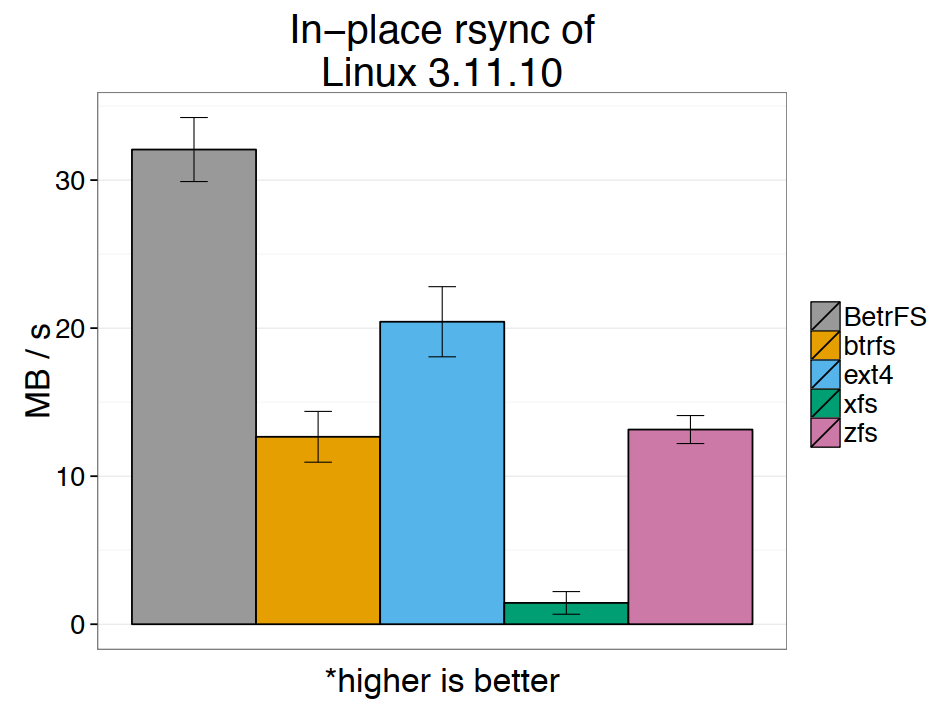 In−place rsync of
Linux 3.11.10
MB / s
30
20
10
0
BetrFS
btrfs
ext4
xfs
zfs
*higher is better